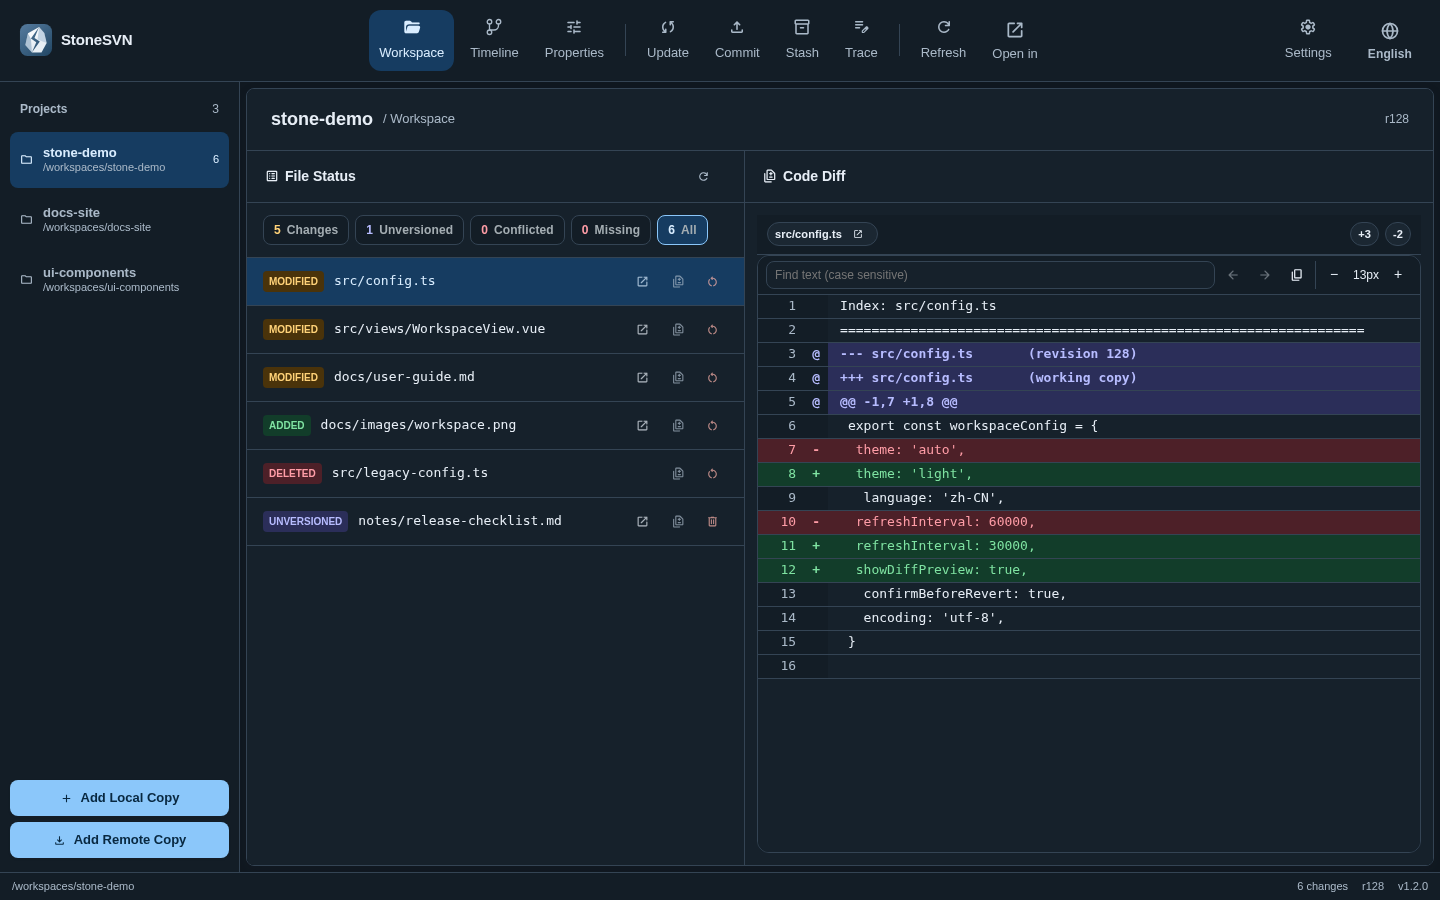 StoneSVN
Workspace
Timeline
Properties
Update
Commit
Stash
Trace
Refresh
Open in
Settings
English
Projects 3
stone-demo
/workspaces/stone-demo
6
docs-site
/workspaces/docs-site
ui-components
/workspaces/ui-components
Add Local Copy
Add Remote Copy
stone-demo / Workspace
r128
File Status
5 Changes
1 Unversioned
0 Conflicted
0 Missing
6 All
MODIFIED src/config.ts
MODIFIED src/views/WorkspaceView.vue
MODIFIED docs/user-guide.md
ADDED docs/images/workspace.png
DELETED src/legacy-config.ts
UNVERSIONED notes/release-checklist.md
Code Diff
src/config.ts
+3 -2
Find text (case sensitive)
− 13px +
1 Index: src/config.ts
2 ===================================================================
3 @ --- src/config.ts       (revision 128)
4 @ +++ src/config.ts       (working copy)
5 @ @@ -1,7 +1,8 @@
6 export const workspaceConfig = {
7 - theme: 'auto',
8 + theme: 'light',
9 language: 'zh-CN',
10 - refreshInterval: 60000,
11 + refreshInterval: 30000,
12 + showDiffPreview: true,
13 confirmBeforeRevert: true,
14 encoding: 'utf-8',
15 }
16
/workspaces/stone-demo
6 changes r128 v1.2.0